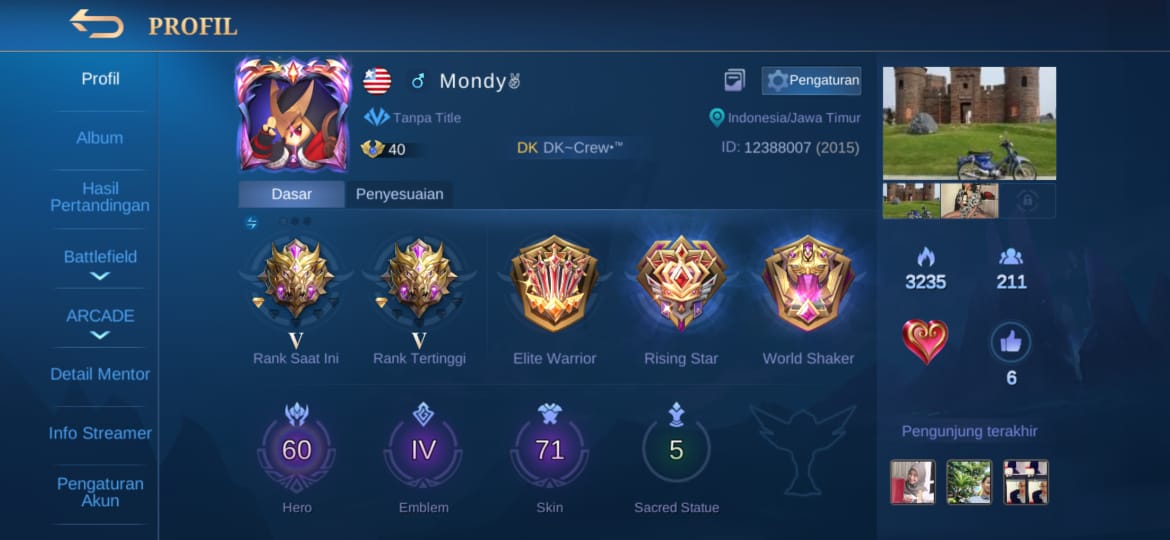 PROFIL
Profil
Album
Hasil
Pertandingan
Battlefield
ARCADE
Detail Mentor
Info Streamer
Pengaturan
Akun
Mondy✌
Pengaturan
Tanpa Title
Indonesia/Jawa Timur
40
DK DK~Crew•™
ID: 12388007 (2015)
Dasar
Penyesuaian
V
V
Rank Saat Ini
Rank Tertinggi
Elite Warrior
Rising Star
World Shaker
60
IV
71
5
Hero
Emblem
Skin
Sacred Statue
3235
211
6
Pengunjung terakhir